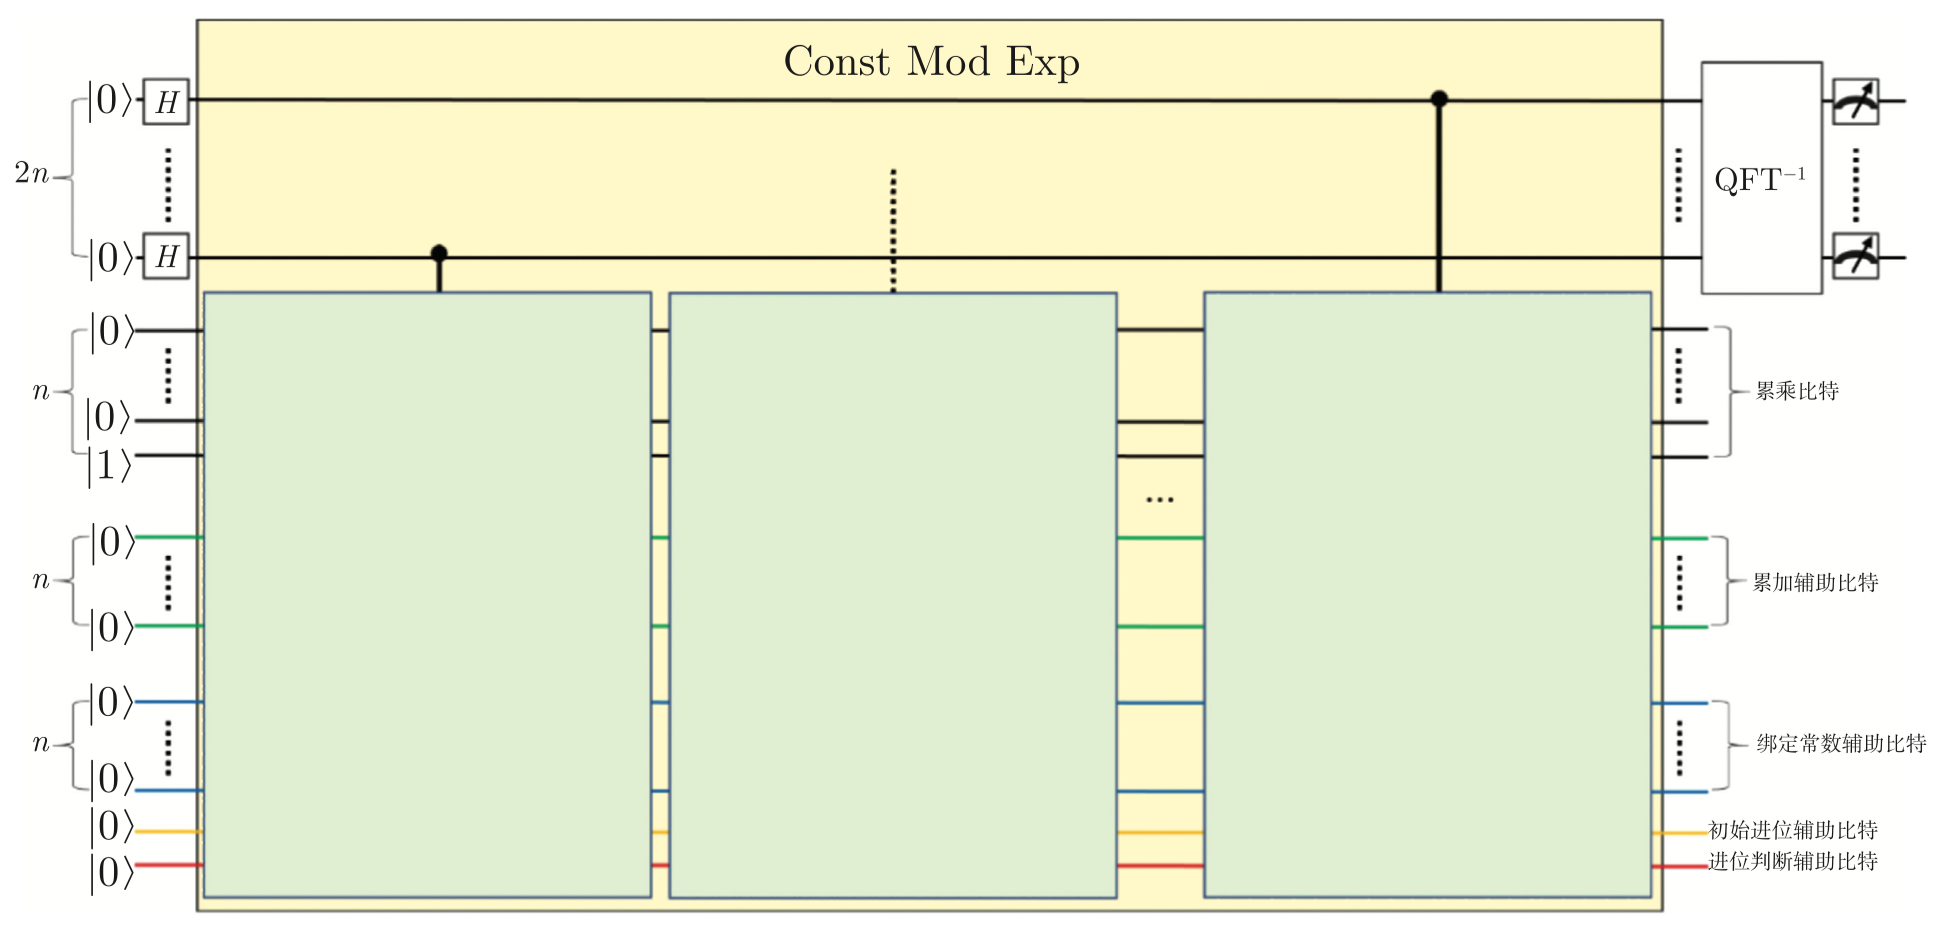 Const Mod Exp
|0⟩ H
2n
QFT⁻¹
|0⟩ H
|0⟩
n
累乘比特
|0⟩
|1⟩
...
|0⟩
n
累加辅助比特
|0⟩
|0⟩
n
绑定常数辅助比特
|0⟩
|0⟩
初始进位辅助比特
|0⟩
进位判断辅助比特